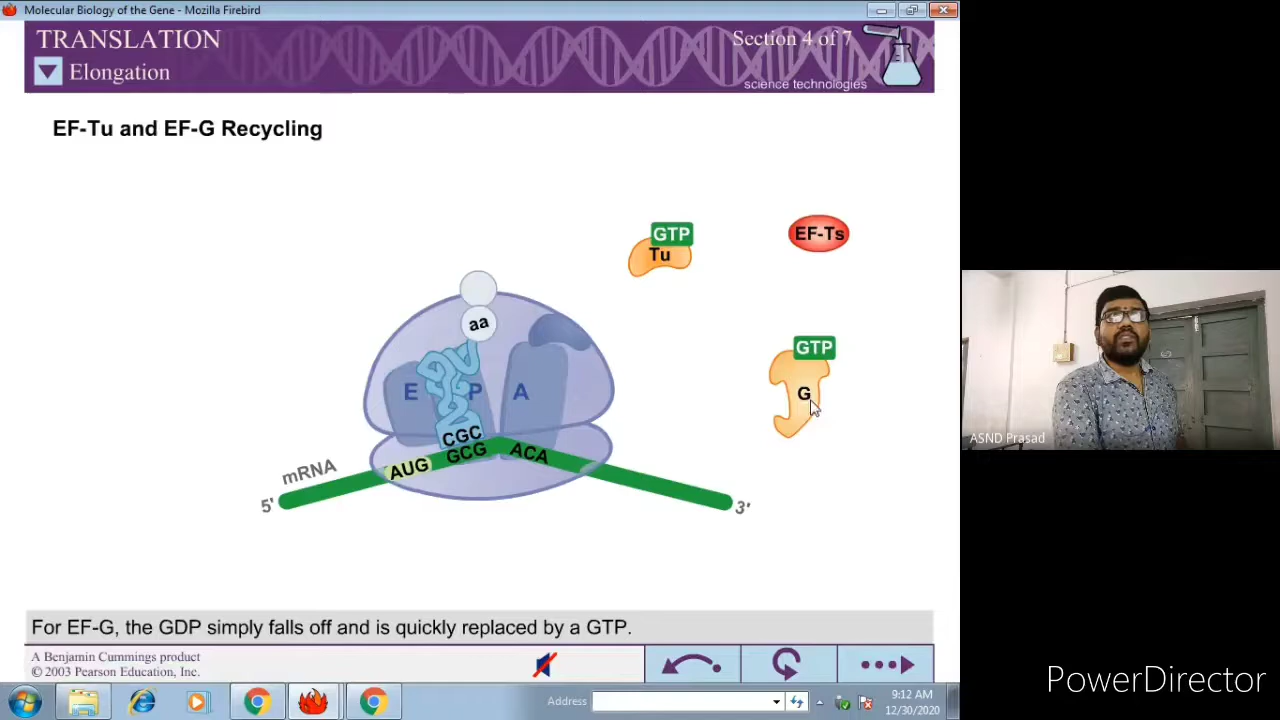 Molecular Biology of the Gene - Mozilla Firebird
TRANSLATION
Section 4 of 7
Elongation
science technologies
EF-Tu and EF-G Recycling
GTP
Tu
EF-Ts
aa
GTP
G
E P A
CGC
AUG GCG ACA
mRNA
5'
3'
ASND Prasad
For EF-G, the GDP simply falls off and is quickly replaced by a GTP.
A Benjamin Cummings product
© 2003 Pearson Education, Inc.
PowerDirector
Address
9:12 AM
12/30/2020